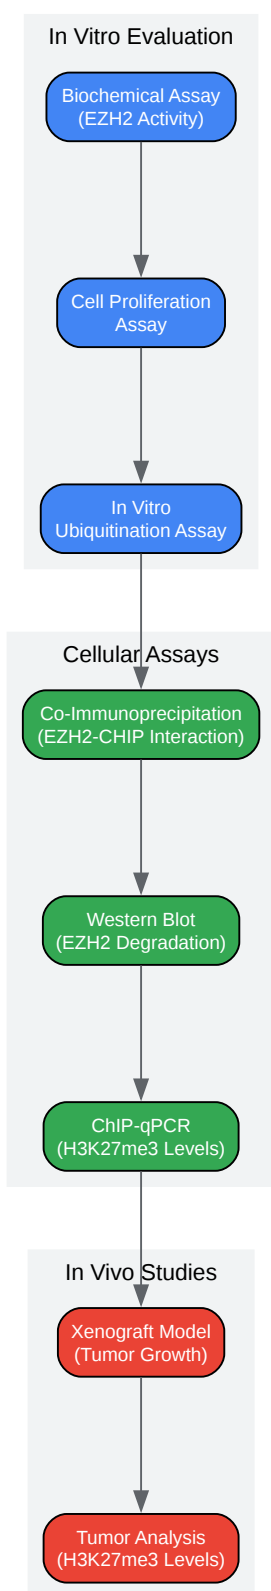 In Vitro Evaluation
Biochemical Assay
(EZH2 Activity)
Cell Proliferation
Assay
In Vitro
Ubiquitination Assay
Cellular Assays
Co-Immunoprecipitation
(EZH2-CHIP Interaction)
Western Blot
(EZH2 Degradation)
ChIP-qPCR
(H3K27me3 Levels)
In Vivo Studies
Xenograft Model
(Tumor Growth)
Tumor Analysis
(H3K27me3 Levels)